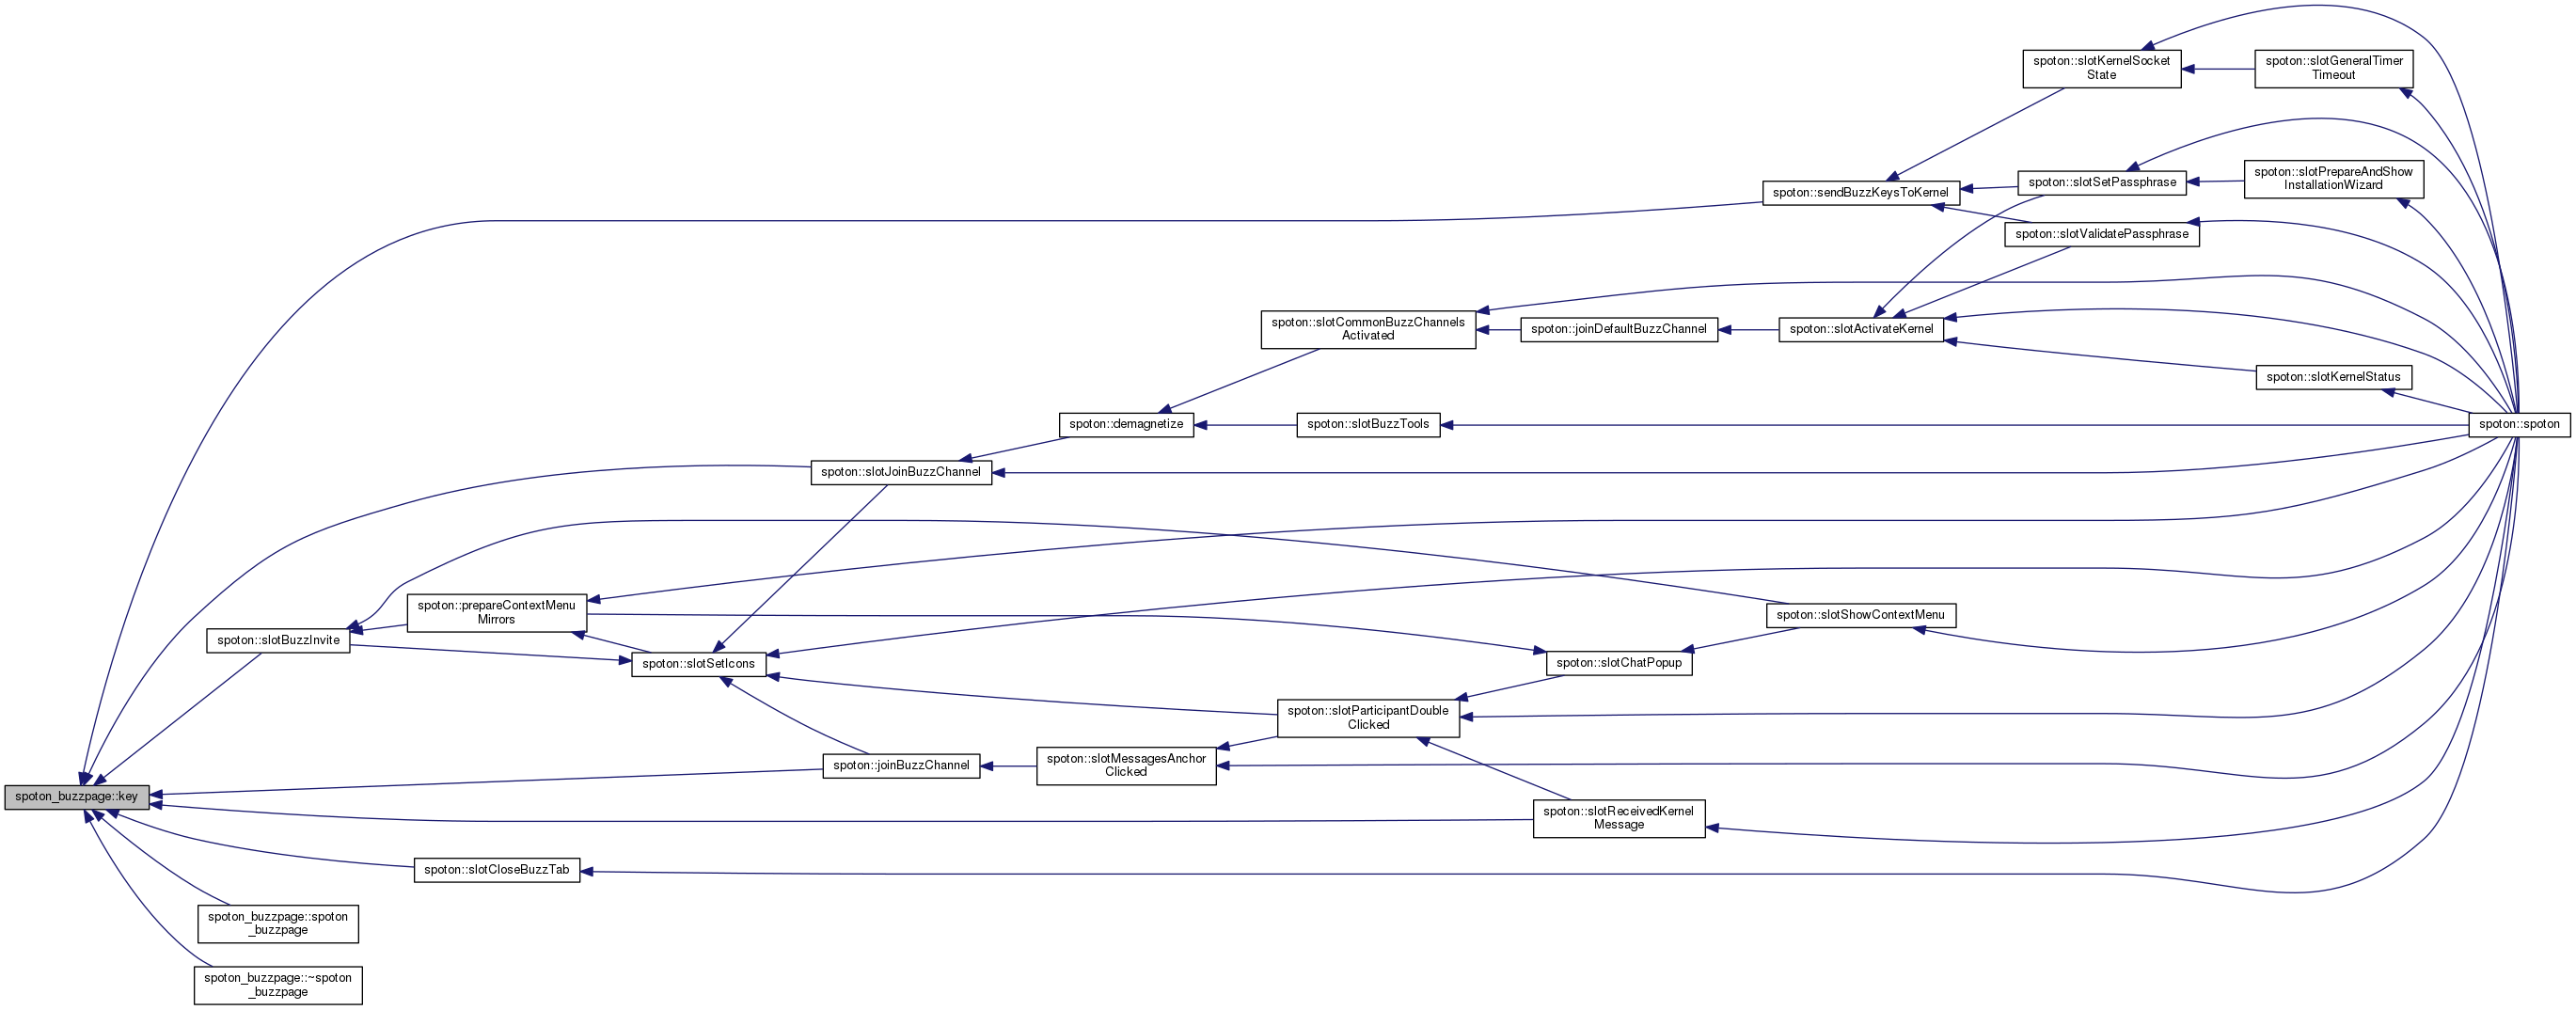 spoton::slotKernelSocket
State
spoton::slotGeneralTimer
Timeout
spoton::sendBuzzKeysToKernel
spoton::slotSetPassphrase
spoton::slotPrepareAndShow
InstallationWizard
spoton::slotValidatePassphrase
spoton::slotCommonBuzzChannels
Activated
spoton::joinDefaultBuzzChannel
spoton::slotActivateKernel
spoton::slotKernelStatus
spoton::demagnetize
spoton::slotBuzzTools
spoton::spoton
spoton::slotJoinBuzzChannel
spoton::prepareContextMenu
Mirrors
spoton::slotShowContextMenu
spoton::slotBuzzInvite
spoton::slotSetIcons
spoton::slotChatPopup
spoton::slotParticipantDouble
Clicked
spoton::joinBuzzChannel
spoton::slotMessagesAnchor
Clicked
spoton_buzzpage::key
spoton::slotReceivedKernel
Message
spoton::slotCloseBuzzTab
spoton_buzzpage::spoton
_buzzpage
spoton_buzzpage::~spoton
_buzzpage